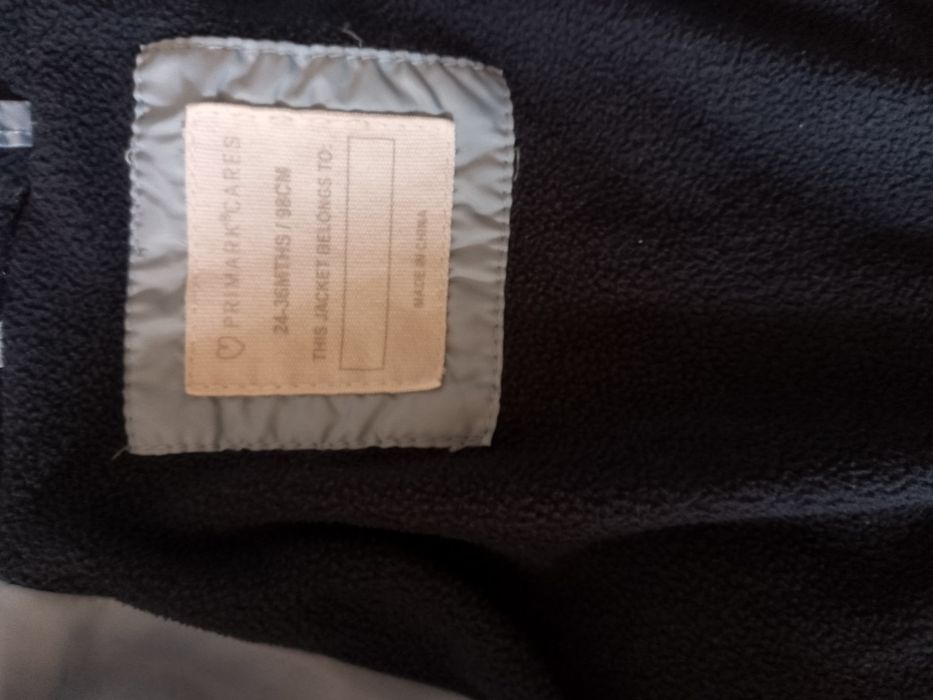 PRIMARK® CARES
24-36MTHS / 98CM
THIS JACKET BELONGS TO:
MADE IN CHINA